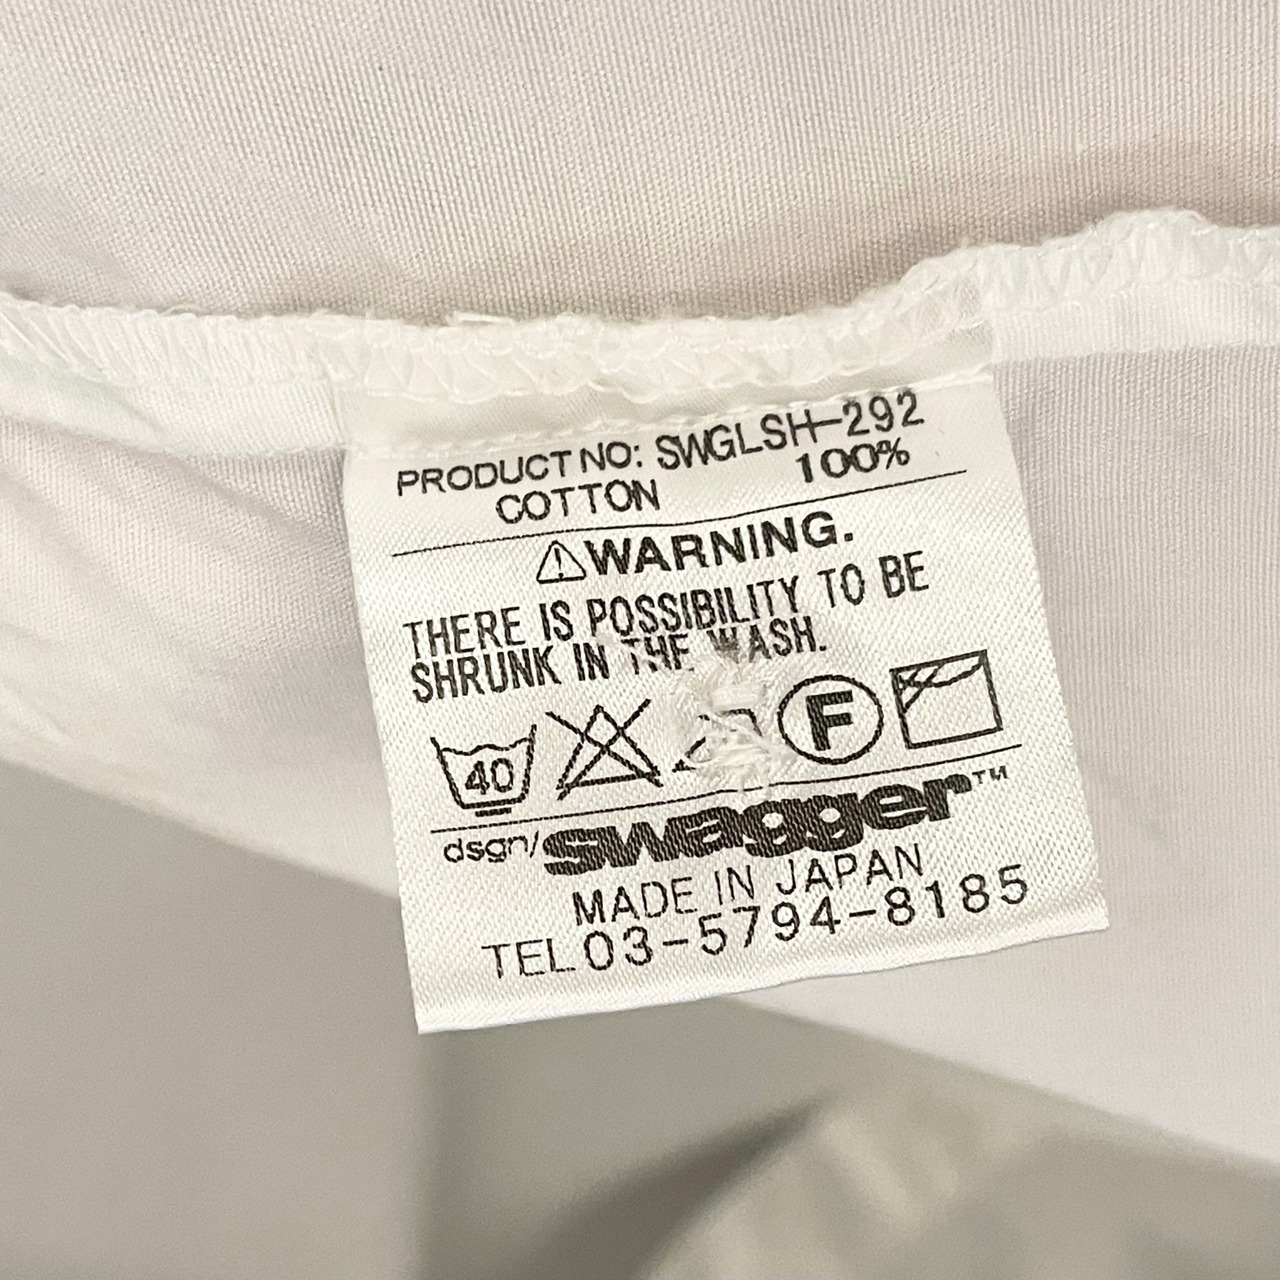 PRODUCT NO: SWGLSH-292
COTTON 100%
WARNING.
THERE IS POSSIBILITY TO BE
SHRUNK IN THE WASH.
40 F
dsgn/swagger™
MADE IN JAPAN
TEL 03-5794-8185